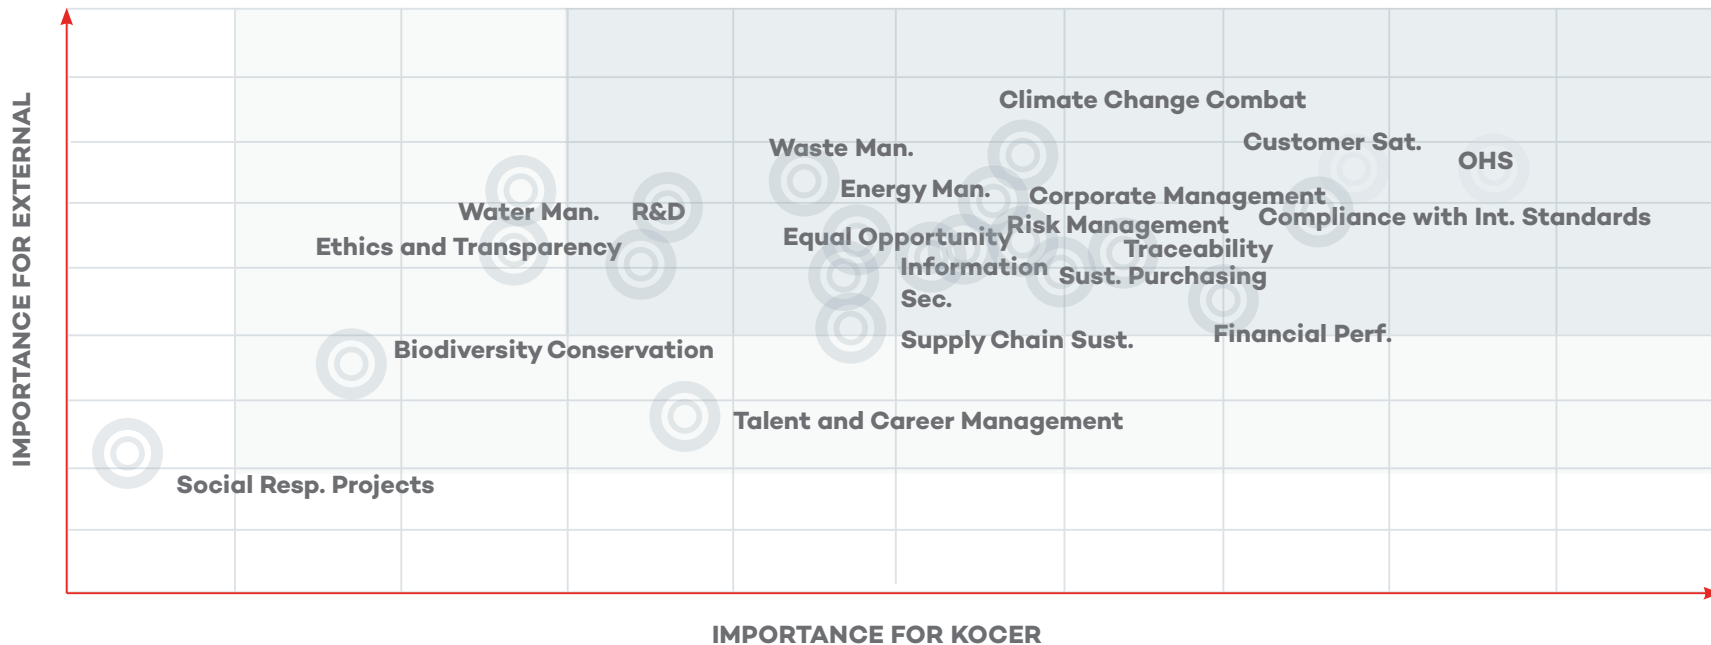 IMPORTANCE FOR EXTERNAL
Climate Change Combat
Customer Sat.
Waste Man.
OHS
Energy Man.
Corporate Management
Water Man.
R&D
Compliance with Int. Standards
Risk Management
Equal Opportunity
Ethics and Transparency
Traceability
Information
Sec.
Sust. Purchasing
Financial Perf.
Supply Chain Sust.
Biodiversity Conservation
Talent and Career Management
Social Resp. Projects
IMPORTANCE FOR KOCER